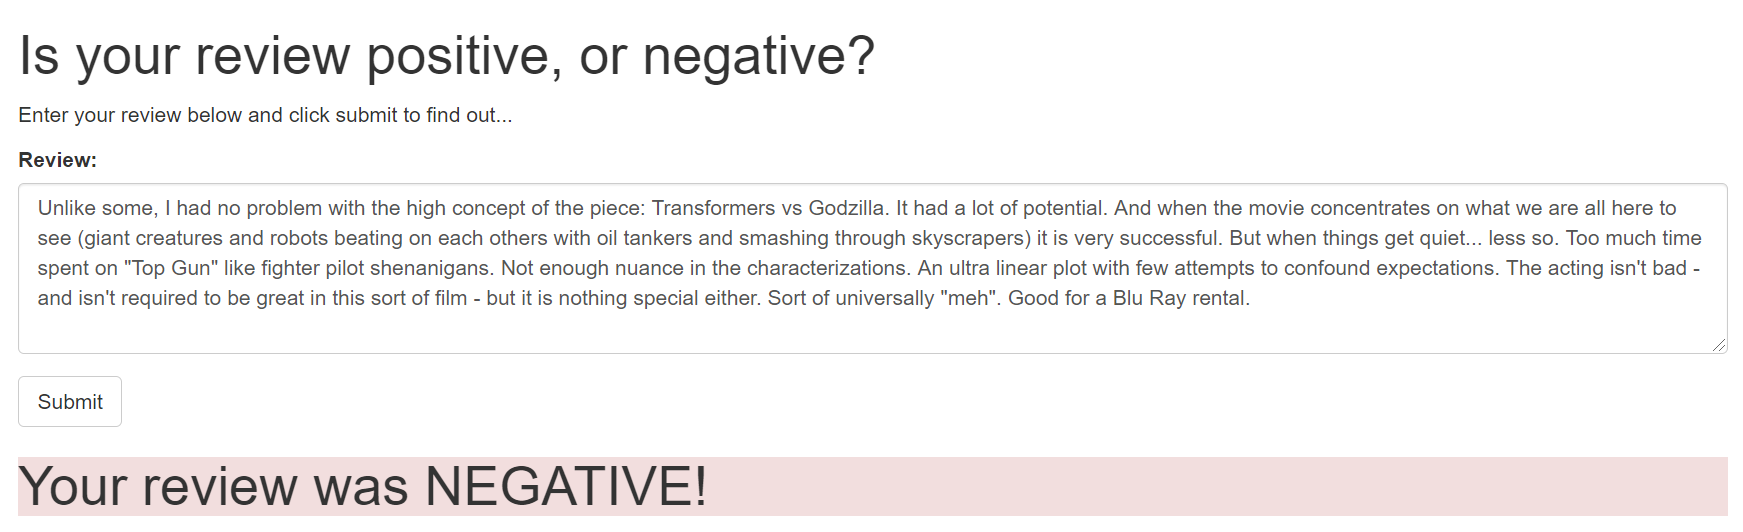 Is your review positive, or negative?
Enter your review below and click submit to find out...
Review:
Unlike some, I had no problem with the high concept of the piece: Transformers vs Godzilla. It had a lot of potential. And when the movie concentrates on what we are all here to
see (giant creatures and robots beating on each others with oil tankers and smashing through skyscrapers) it is very successful. But when things get quiet... less so. Too much time
spent on "Top Gun" like fighter pilot shenanigans. Not enough nuance in the characterizations. An ultra linear plot with few attempts to confound expectations. The acting isn't bad -
and isn't required to be great in this sort of film - but it is nothing special either. Sort of universally "meh". Good for a Blu Ray rental.
Submit
Your review was NEGATIVE!